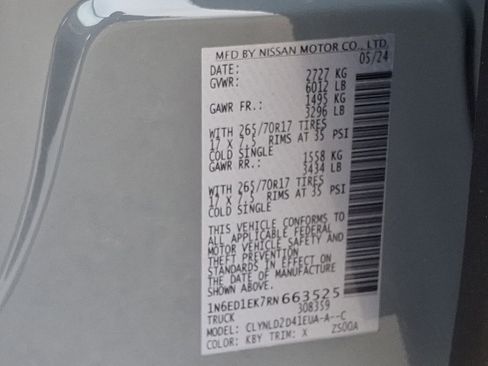 MFD BY NISSAN MOTOR CO., LTD.
DATE: 05/24
GVWR: 2727 KG
6012 LB
GAWR FR.: 1495 KG
3296 LB
WITH 265/70R17 TIRES
17 X 7.5 RIMS AT 35 PSI
COLD SINGLE
GAWR RR.: 1558 KG
3434 LB
WITH 265/70R17 TIRES
17 X 7.5 RIMS AT 35 PSI
COLD SINGLE
THIS VEHICLE CONFORMS TO
ALL APPLICABLE FEDERAL
MOTOR VEHICLE SAFETY AND
THEFT PREVENTION
STANDARDS IN EFFECT ON
THE DATE OF MANUFACTURE
SHOWN ABOVE.
1N6ED1EK7RN663525
TRUCK 308359
MODEL: CLYNLD2D41EUA-A--C
COLOR: KBY TRIM: X